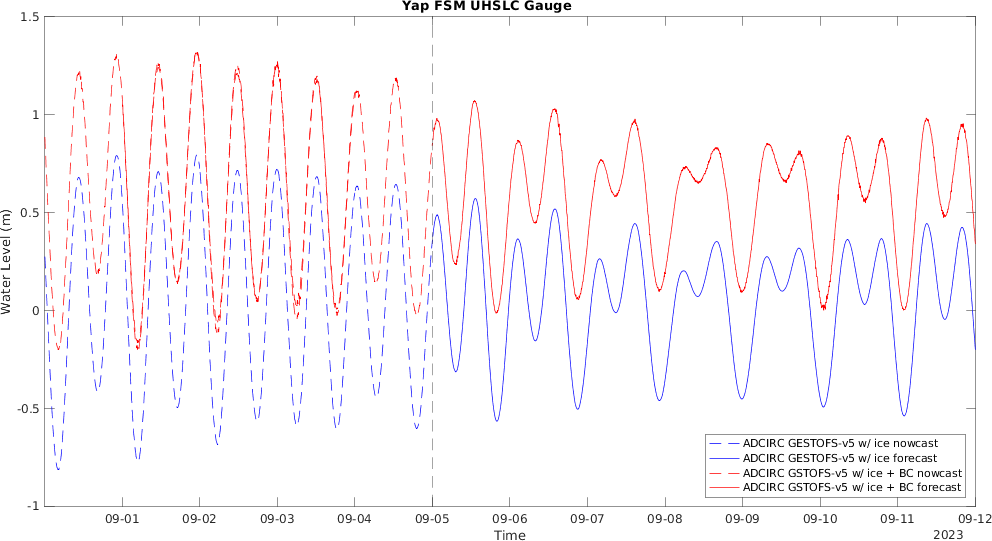 Yap FSM UHSLC Gauge
1.5
1
0.5
0
-0.5
-1
Water Level (m)
09-01 09-02 09-03 09-04 09-05 09-06 09-07 09-08 09-09 09-10 09-11 09-12
Time
2023
ADCIRC GESTOFS-v5 w/ ice nowcast
ADCIRC GESTOFS-v5 w/ ice forecast
ADCIRC GSTOFS-v5 w/ ice + BC nowcast
ADCIRC GSTOFS-v5 w/ ice + BC forecast